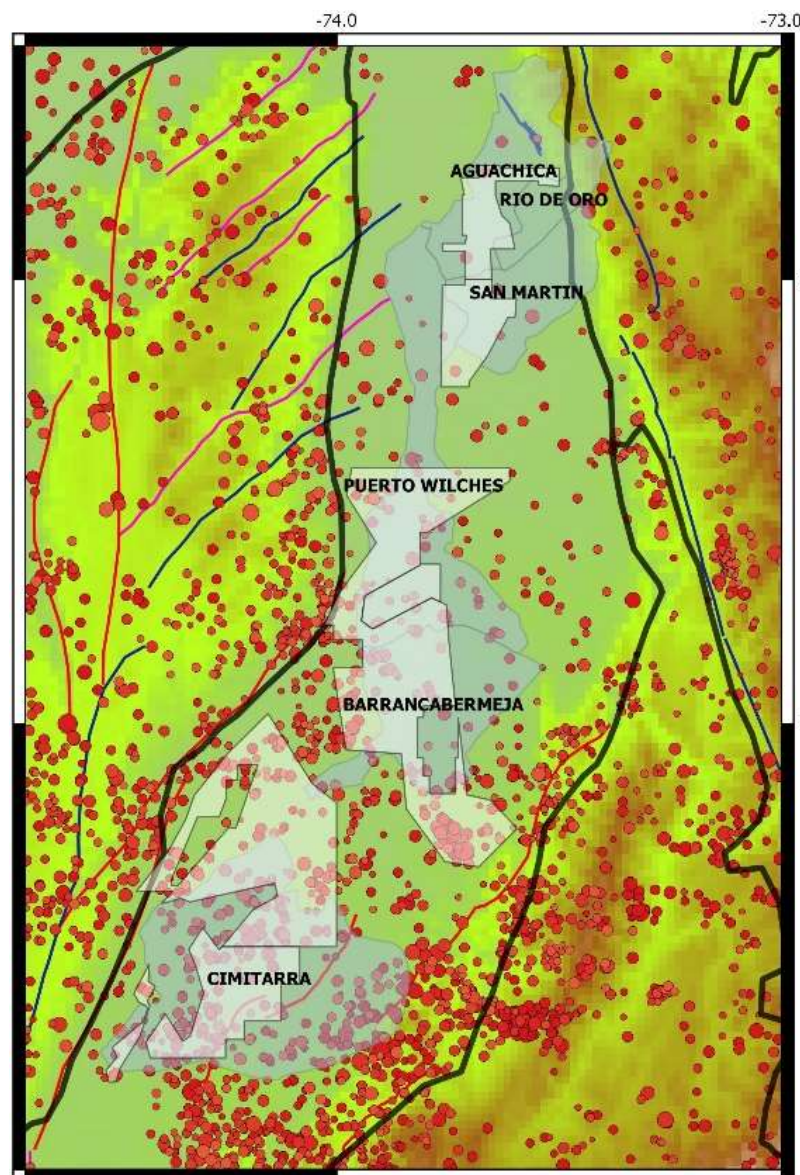 -74.0
-73.0
AGUACHICA
RIO DE ORO
SAN MARTIN
PUERTO WILCHES
BARRANCABERMEJA
CIMITARRA